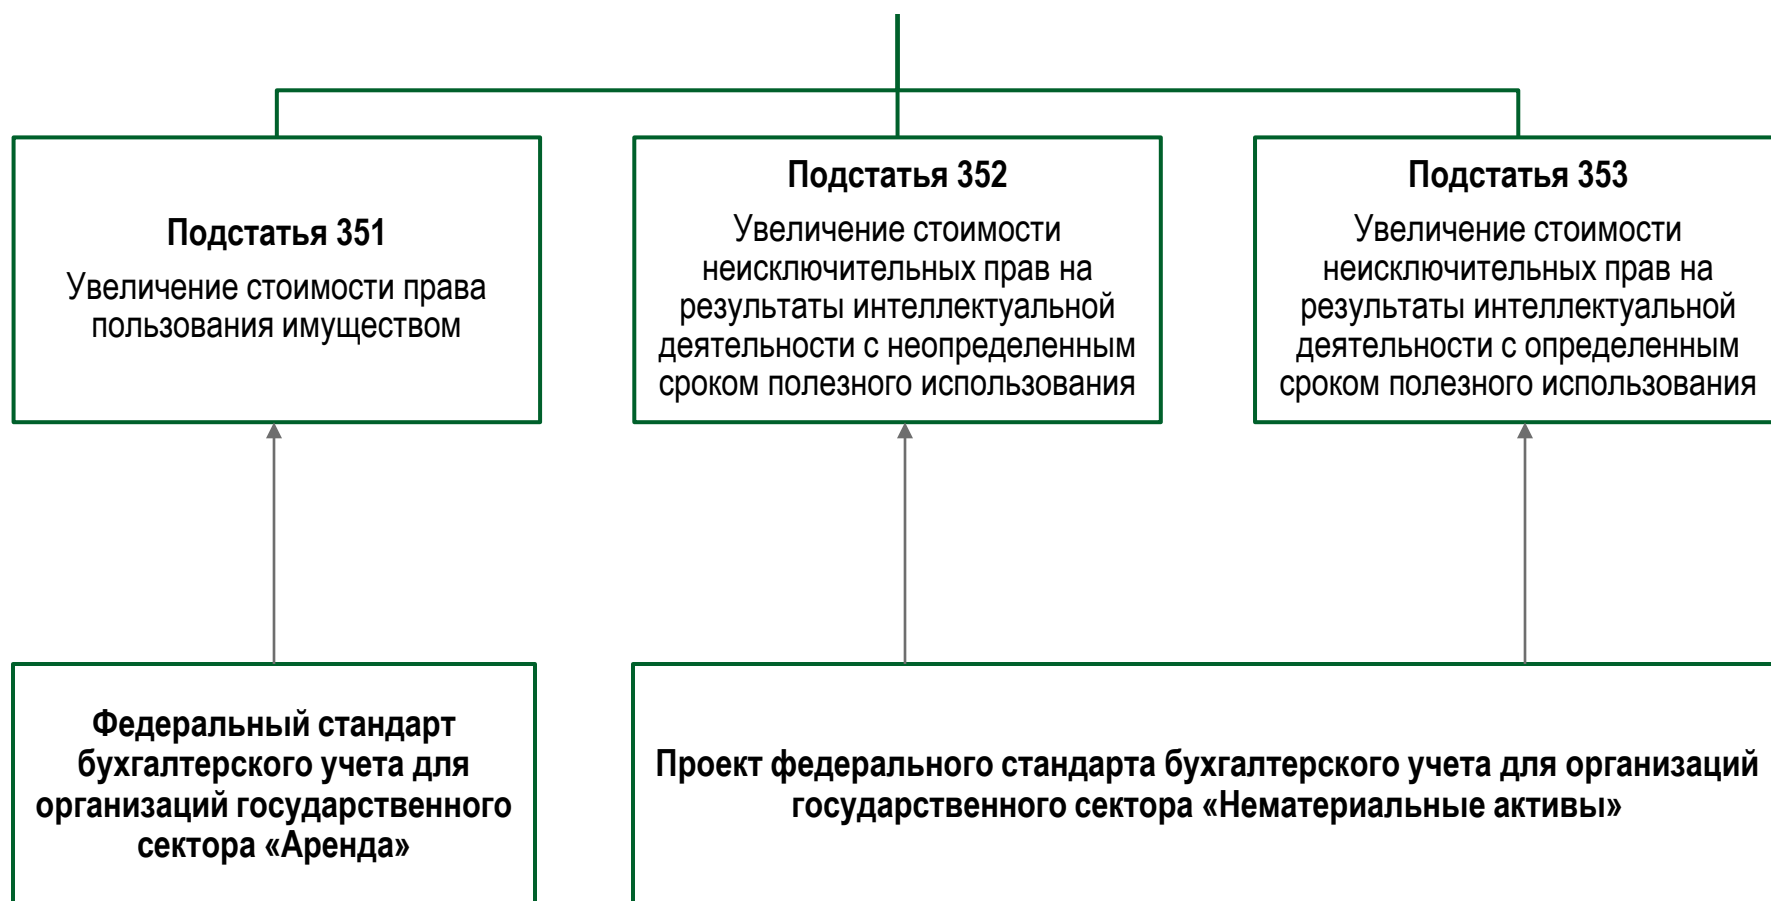 Подстатья 351
Увеличение стоимости права
пользования имуществом
Подстатья 352
Увеличение стоимости
неисключительных прав на
результаты интеллектуальной
деятельности с неопределенным
сроком полезного использования
Подстатья 353
Увеличение стоимости
неисключительных прав на
результаты интеллектуальной
деятельности с определенным
сроком полезного использования
Федеральный стандарт
бухгалтерского учета для
организаций государственного
сектора «Аренда»
Проект федерального стандарта бухгалтерского учета для организаций
государственного сектора «Нематериальные активы»